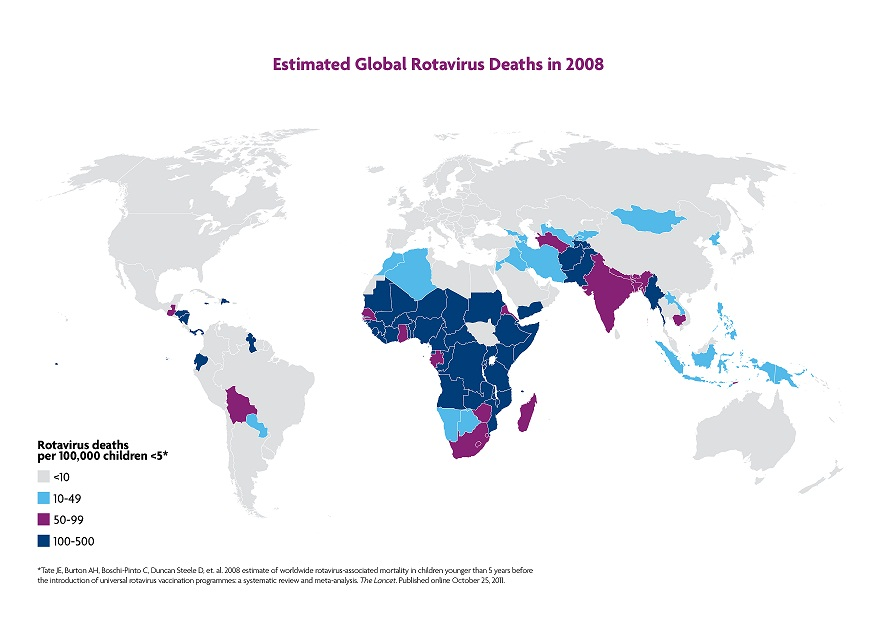 Estimated Global Rotavirus Deaths in 2008
Rotavirus deaths
per 100,000 children <5*
<10
10-49
50-99
100-500
*Tate JE, Burton AH, Boschi-Pinto C, Duncan Steele D, et. al. 2008 estimate of worldwide rotavirus-associated mortality in children younger than 5 years before
the introduction of universal rotavirus vaccination programmes: a systematic review and meta-analysis. The Lancet. Published online October 25, 2011.